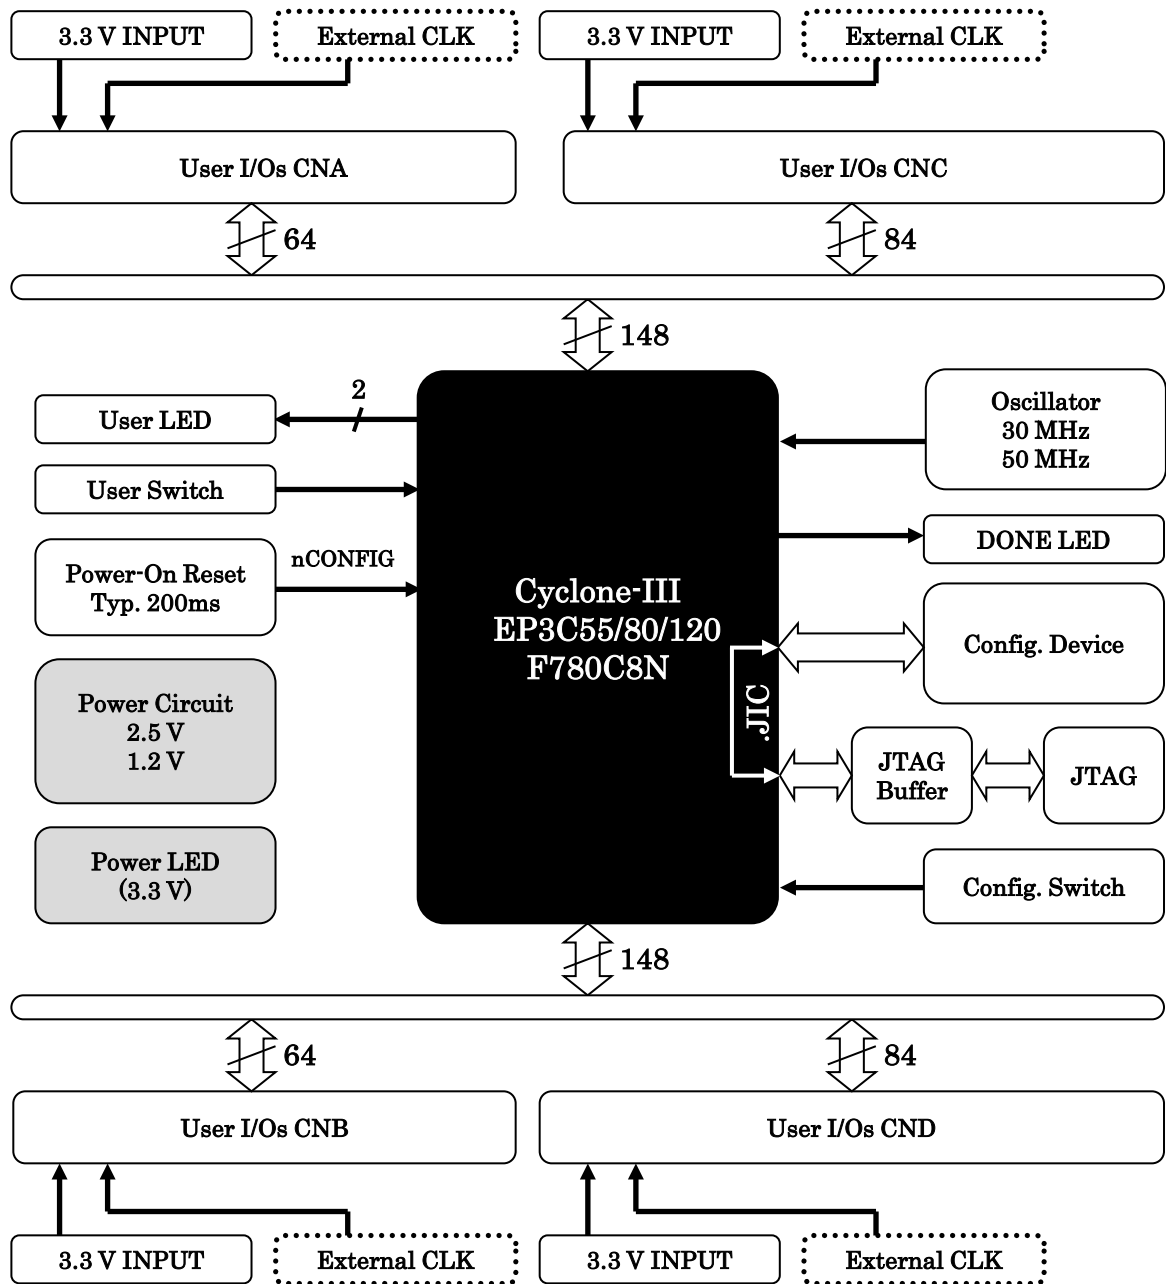 3.3 V INPUT
External CLK
3.3 V INPUT
External CLK
User I/Os CNA
User I/Os CNC
64
84
148
User LED
2
Oscillator
30 MHz
50 MHz
User Switch
DONE LED
Power-On Reset
Typ. 200ms
nCONFIG
Cyclone-III
EP3C55/80/120
F780C8N
Config. Device
Power Circuit
2.5 V
1.2 V
.JIC
JTAG
Buffer
JTAG
Power LED
(3.3 V)
Config. Switch
148
64
84
User I/Os CNB
User I/Os CND
3.3 V INPUT
External CLK
3.3 V INPUT
External CLK